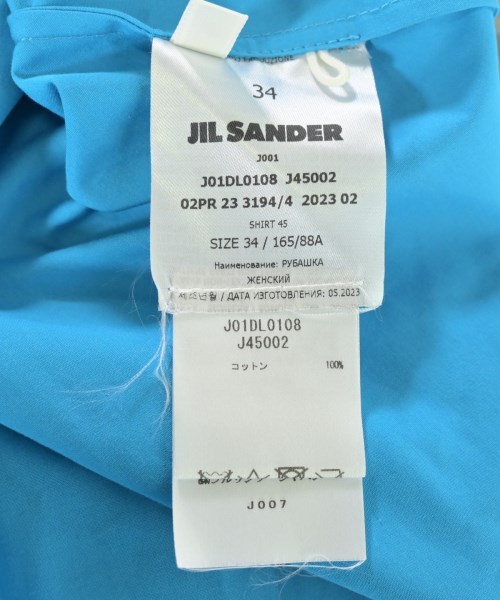 34
JIL SANDER
J001
J01DL0108 J45002
02PR 23 3194/4 2023 02
SHIRT 45
SIZE 34 / 165/88A
Наименование: РУБАШКА
ЖЕНСКИЙ
/ ДАТА ИЗГОТОВЛЕНИЯ: 05.2023
J01DL0108
J45002
コットン 100%
J007